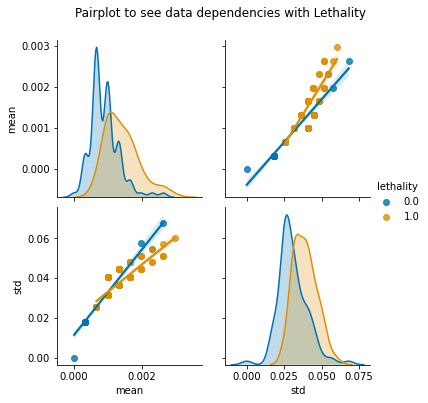 Pairplot to see data dependencies with Lethality
0.003
0.002
0.001
0.000
mean
lethality
0.0
1.0
0.06
0.04
0.02
0.00
std
0.000 0.002
mean
0.000 0.025 0.050 0.075
std